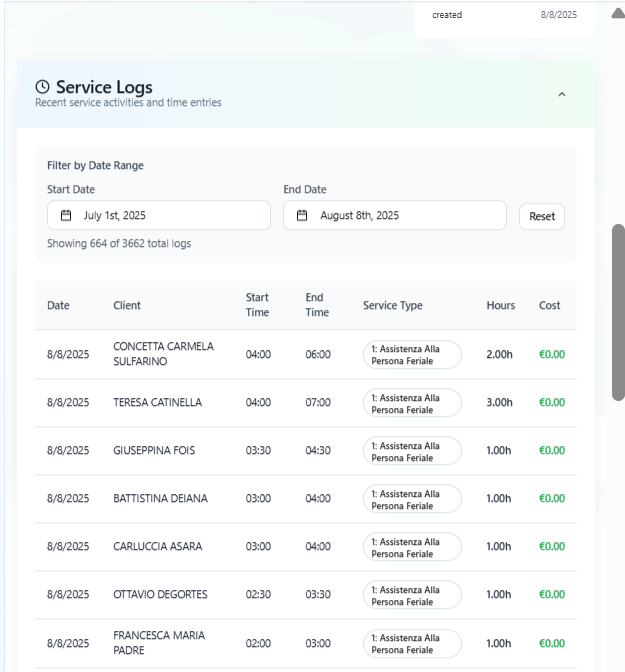 created 8/8/2025
Service Logs
Recent service activities and time entries
Filter by Date Range
Start Date End Date
July 1st, 2025 August 8th, 2025 Reset
Showing 664 of 3662 total logs
Date Client Start Time End Time Service Type Hours Cost
8/8/2025 CONCETTA CARMELA SULFARINO 04:00 06:00 1: Assistenza Alla Persona Feriale 2.00h €0.00
8/8/2025 TERESA CATINELLA 04:00 07:00 1: Assistenza Alla Persona Feriale 3.00h €0.00
8/8/2025 GIUSEPPINA FOIS 03:30 04:30 1: Assistenza Alla Persona Feriale 1.00h €0.00
8/8/2025 BATTISTINA DEIANA 03:00 04:00 1: Assistenza Alla Persona Feriale 1.00h €0.00
8/8/2025 CARLUCCIA ASARA 03:00 04:00 1: Assistenza Alla Persona Feriale 1.00h €0.00
8/8/2025 OTTAVIO DEGORTES 02:30 03:30 1: Assistenza Alla Persona Feriale 1.00h €0.00
8/8/2025 FRANCESCA MARIA PADRE 02:00 03:00 1: Assistenza Alla Persona Feriale 1.00h €0.00